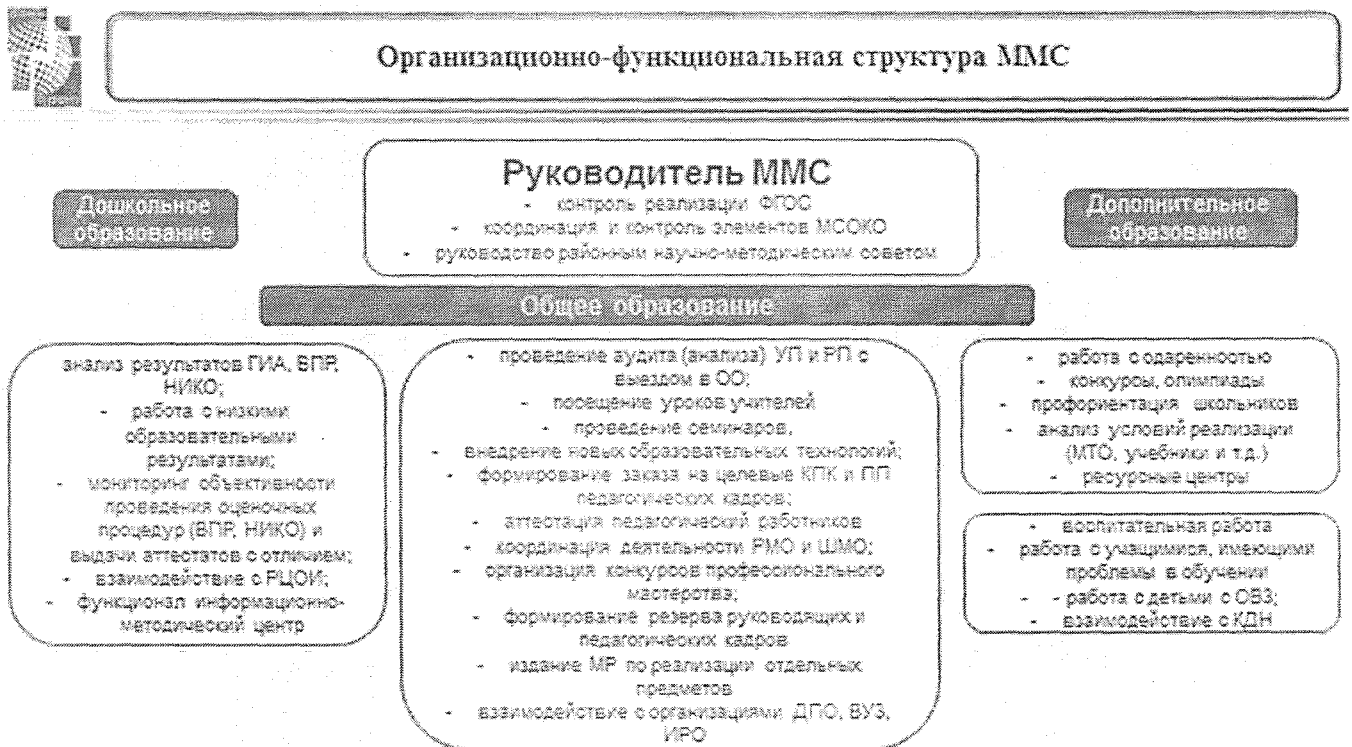 Организационно-функциональная структура ММС
Руководитель ММС
- контроль реализации ФГОС
- координация и контроль элементов МСОКО
- руководство районным научно-методическим советом
Дошкольное
образование
Дополнительное
образование
Общее образование
анализ результатов ГИА, ВПР,
НИКО;
- работа с низкими
образовательными
результатами;
- мониторинг объективности
проведения оценочных
процедур (ВПР, НИКО) и
выдачи аттестатов с отличием;
- взаимодействие с РЦОИ;
- функционал информационно-
методический центр
- проведение аудита (анализа) УП и РП с
выездом в ОО;
- посещение уроков учителей
- проведение семинаров,
- внедрение новых образовательных технологий;
- формирование заказа на целевые КПК и ПП
педагогических кадров;
- аттестация педагогический работников
- координация деятельности РМО и ШМО;
- организация конкурсов профессионального
мастерства;
- формирование резерва руководящих и
педагогических кадров
- издание МР по реализации отдельных
предметов
- взаимодействие с организациями ДПО, ВУЗ,
ИРО
- работа с одаренностью
- конкурсы, олимпиады
- профориентация школьников
- анализ условий реализации
(МТО, учебники и т.д.)
- ресурсные центры
- воспитательная работа
- работа с учащимися, имеющими
проблемы в обучении
- - работа с детьми с ОВЗ;
- взаимодействие с КДН